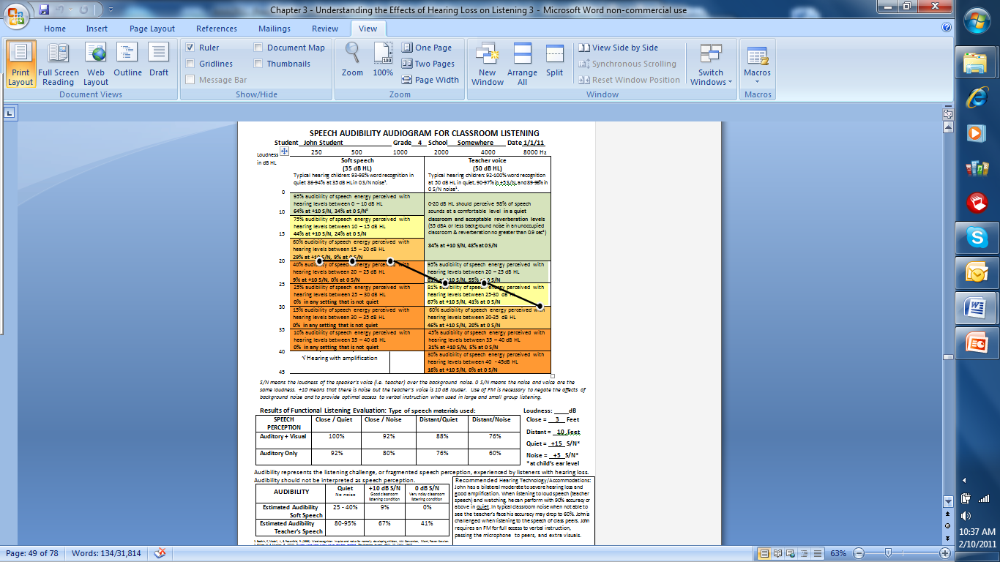 Chapter 3 - Understanding the Effects of Hearing Loss on Listening 3 - Microsoft Word non-commercial use
Home Insert Page Layout References Mailings Review View
Print Layout
Full Screen Reading
Web Layout
Outline
Draft
Document Views
Ruler
Gridlines
Message Bar
Document Map
Thumbnails
Show/Hide
Zoom
100%
One Page
Two Pages
Page Width
Zoom
New Window
Arrange All
Split
View Side by Side
Synchronous Scrolling
Reset Window Position
Switch Windows
Window
Macros
Macros
SPEECH AUDIBILITY AUDIOGRAM FOR CLASSROOM LISTENING
Student John Student Grade 4 School Somewhere Date 1/1/11
Loudness in dB HL
250 500 1000 2000 4000 8000 Hz
Soft speech
(35 dB HL)
Typical hearing children: 93-98% word recognition in
quiet 86-94% at 35 dB HL in 0 S/N noise¹.
Teacher voice
(50 dB HL)
Typical hearing children: 92-100% word recognition
at 50 dB HL in quiet, 90-97% in +5 S/N, and 89-98% in
0 S/N noise¹.
0
10
15
20
25
30
35
40
45
95% audibility of speech energy perceived with
hearing levels between 0 – 10 dB HL
64% at +10 S/N, 34% at 0 S/N²
75% audibility of speech energy perceived with
hearing levels between 10 – 15 dB HL
44% at +10 S/N, 24% at 0 S/N
60% audibility of speech energy perceived with
hearing levels between 15 – 20 dB HL
29% at +10 S/N, 9% at 0 S/N
40% audibility of speech energy perceived with
hearing levels between 20 – 25 dB HL
9% at +10 S/N, 0% at 0 S/N
25% audibility of speech energy perceived with
hearing levels between 25 – 30 dB HL
0% in any setting that is not quiet
15% audibility of speech energy perceived with
hearing levels between 30 – 35 dB HL
0% in any setting that is not quiet
10% audibility of speech energy perceived with
hearing levels between 35 – 40 dB HL
0% in any setting that is not quiet
√ Hearing with amplification
0-20 dB HL should perceive 98% of speech
sounds at a comfortable level in a quiet
classroom and acceptable reverberation levels
(35 dBA or less background noise in an unoccupied
classroom & reverberation no greater than 0.9 sec²)
84% at +10 S/N, 48% at 0 S/N
95% audibility of speech energy perceived with
hearing levels between 20 – 25 dB HL
82% at +10 S/N, 55% at 0 S/N
81% audibility of speech energy perceived with
hearing levels between 25-30 dB HL
67% at +10 S/N, 41% at 0 S/N
60% audibility of speech energy perceived with
hearing levels between 30-35 dB HL
46% at +10 S/N, 20% at 0 S/N
45% audibility of speech energy perceived with
hearing levels between 35 – 40 dB HL
31% at +10 S/N, 5% at 0 S/N
30% audibility of speech energy perceived with
hearing levels between 40 - 45dB HL
16% at +10 S/N, 0% at 0 S/N
S/N means the loudness of the speaker's voice (i.e. teacher) over the background noise. 0 S/N means the noise and voice are the
same loudness. +10 means that there is noise but the teacher's voice is 10 dB louder. Use of FM is necessary to negate the affects of
background noise and to provide optimal access to verbal instruction when used in large and small group listening.
Results of Functional Listening Evaluation: Type of speech materials used: Loudness: ____dB
SPEECH PERCEPTION Close / Quiet Close / Noise Distant/Quiet Distant/Noise
Auditory + Visual 100% 92% 88% 76%
Auditory Only 92% 80% 76% 60%
Close = 3 Feet
Distant = 10 Feet
Quiet = +15 S/N*
Noise = +5 S/N*
*at child's ear level
Audibility represents the listening challenge, or fragmented speech perception, experienced by listeners with hearing loss.
Audibility should not be interpreted as speech perception.
AUDIBILITY
Quiet
No noise
+10 dB S/N
Good classroom
listening condition
0 dB S/N
Very noisy classroom
listening condition
Estimated Audibility Soft Speech 25 - 40% 9% 0%
Estimated Audibility Teacher's Speech 80-95% 67% 41%
Recommended Hearing Technology/Accommodations:
John has a bilateral moderate to severe hearing loss and
good amplification. When listening to loud speech (teacher
speech) and watching, he can perform with 90% accuracy or
above in quiet. In typical classroom noise when not able to
see the teacher's face his accuracy may drop to 60%. John is
challenged when listening to the speech of class peers. John
requires an FM for full access to verbal instruction,
passing the microphone to peers, and extra visuals.
Page: 49 of 78 Words: 134/31,814
63%
10:37 AM
2/10/2011